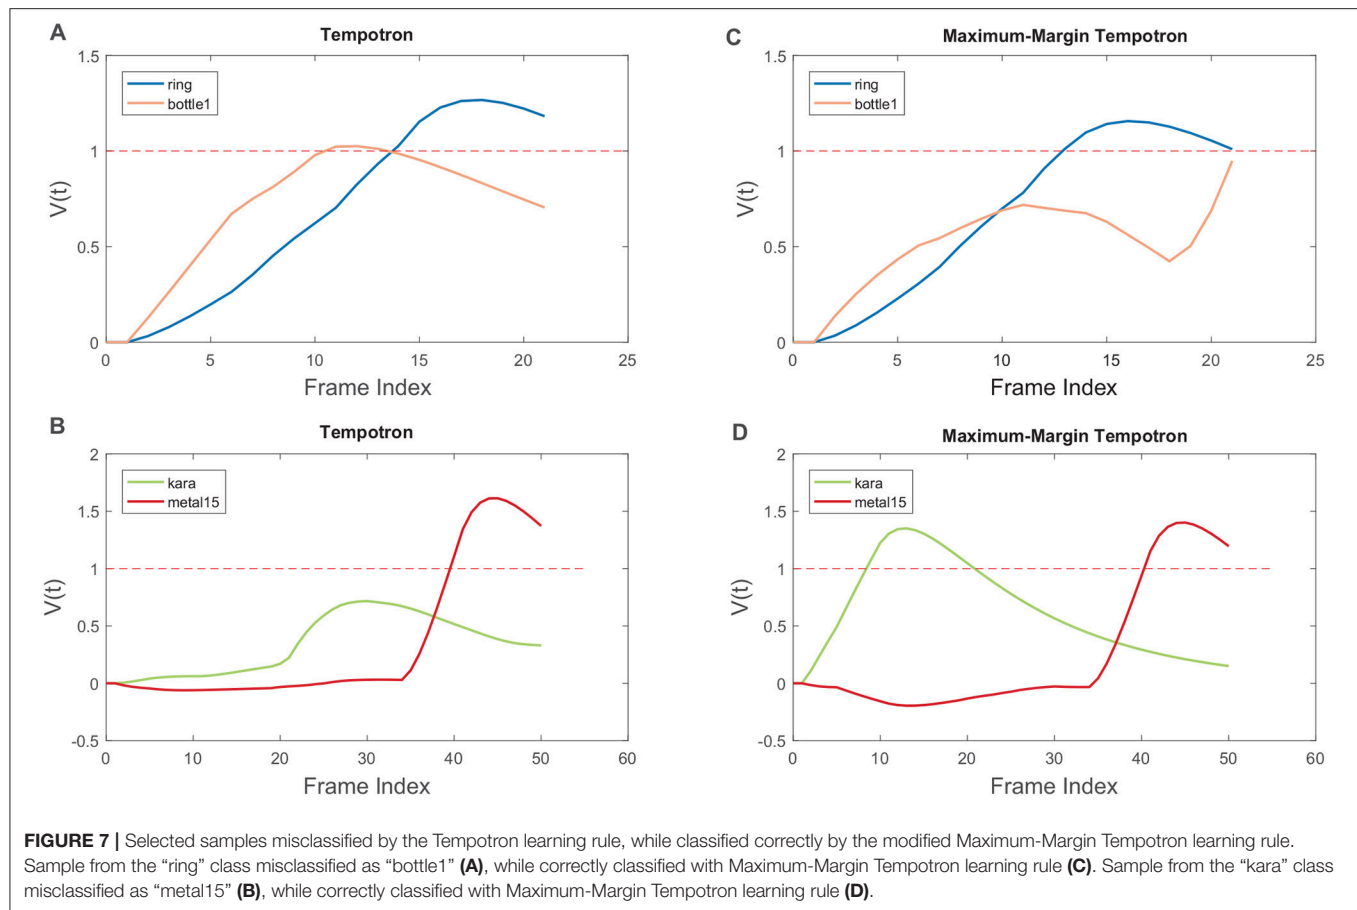 A
Tempotron
1.5
ring
bottle1
1
V(t)
0.5
0
0
5
10
15
20
25
Frame Index
C
Maximum-Margin Tempotron
1.5
ring
bottle1
1
V(t)
0.5
0
0
5
10
15
20
25
Frame Index
B
Tempotron
2
kara
metal15
1.5
1
V(t)
0.5
0
-0.5
0
10
20
30
40
50
60
Frame Index
D
Maximum-Margin Tempotron
2
kara
metal15
1.5
1
V(t)
0.5
0
-0.5
0
10
20
30
40
50
60
Frame Index
FIGURE 7 | Selected samples misclassified by the Tempotron learning rule, while classified correctly by the modified Maximum-Margin Tempotron learning rule.
Sample from the “ring” class misclassified as “bottle1” (A), while correctly classified with Maximum-Margin Tempotron learning rule (C). Sample from the “kara” class
misclassified as “metal15” (B), while correctly classified with Maximum-Margin Tempotron learning rule (D).